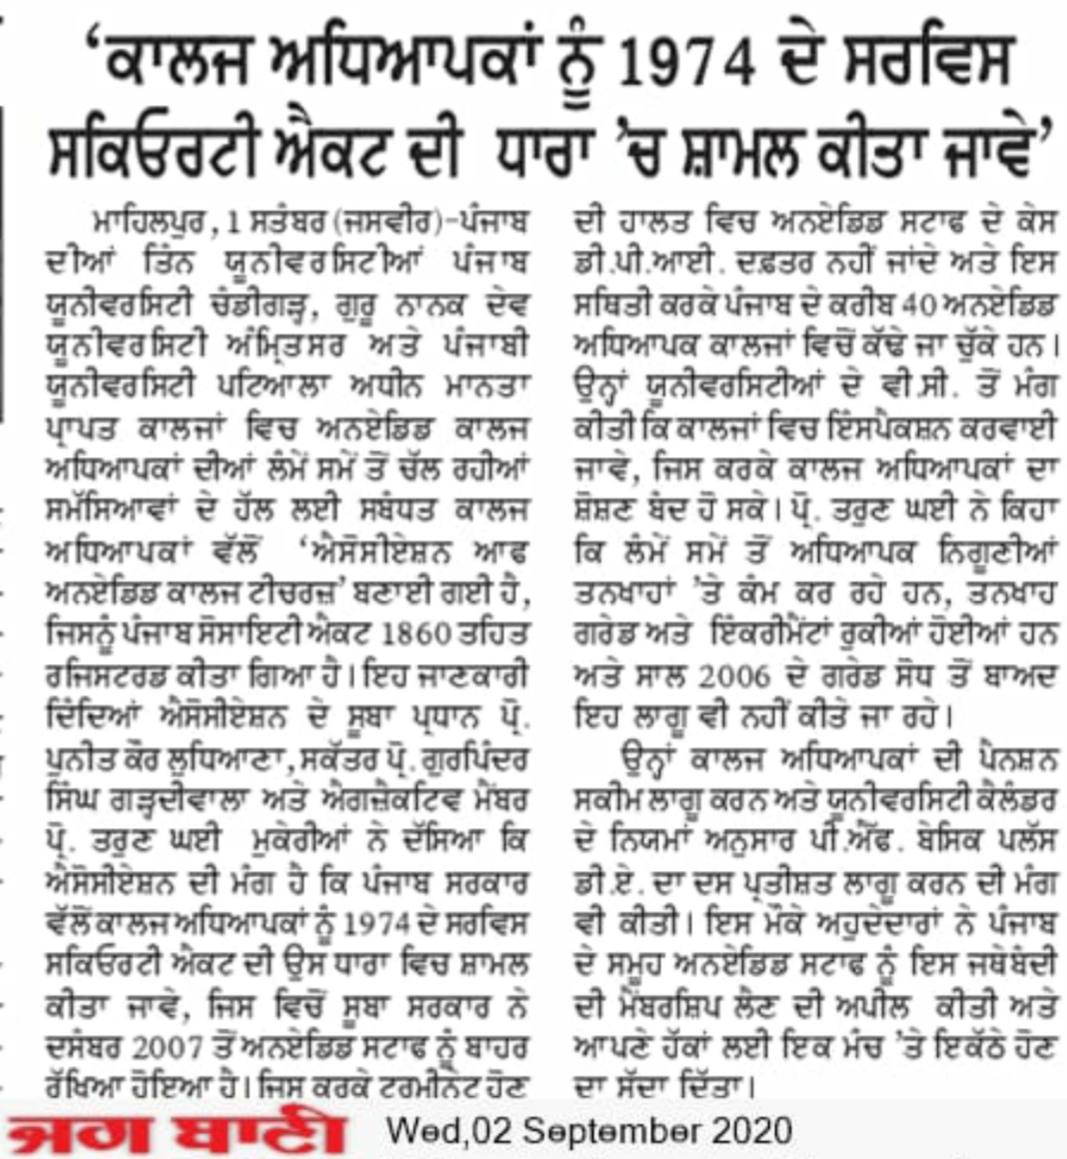 ‘ਕਾਲਜ ਅਧਿਆਪਕਾਂ ਨੂੰ 1974 ਦੇ ਸਰਵਿਸ
ਸਕਿਓਰਟੀ ਐਕਟ ਦੀ ਧਾਰਾ ’ਚ ਸ਼ਾਮਲ ਕੀਤਾ ਜਾਵੇ’
ਮਾਹਿਲਪੁਰ, 1 ਸਤੰਬਰ (ਜਸਵੀਰ)-ਪੰਜਾਬ
ਦੀਆਂ ਤਿੰਨ ਯੂਨੀਵਰਸਿਟੀਆਂ ਪੰਜਾਬ
ਯੂਨੀਵਰਸਿਟੀ ਚੰਡੀਗੜ੍ਹ, ਗੁਰੂ ਨਾਨਕ ਦੇਵ
ਯੂਨੀਵਰਸਿਟੀ ਅੰਮ੍ਰਿਤਸਰ ਅਤੇ ਪੰਜਾਬੀ
ਯੂਨੀਵਰਸਿਟੀ ਪਟਿਆਲਾ ਅਧੀਨ ਮਾਨਤਾ
ਪ੍ਰਾਪਤ ਕਾਲਜਾਂ ਵਿਚ ਅਨਏਡਿਡ ਕਾਲਜ
ਅਧਿਆਪਕਾਂ ਦੀਆਂ ਲੰਮੇਂ ਸਮੇਂ ਤੋਂ ਚੱਲ ਰਹੀਆਂ
ਸਮੱਸਿਆਵਾਂ ਦੇ ਹੱਲ ਲਈ ਸਬੰਧਤ ਕਾਲਜ
ਅਧਿਆਪਕਾਂ ਵੱਲੋਂ ‘ਐਸੋਸੀਏਸ਼ਨ ਆਫ
ਅਨਏਡਿਡ ਕਾਲਜ ਟੀਚਰਜ਼’ ਬਣਾਈ ਗਈ ਹੈ,
ਜਿਸਨੂੰ ਪੰਜਾਬ ਸੋਸਾਇਟੀ ਐਕਟ 1860 ਤਹਿਤ
ਰਜਿਸਟਰਡ ਕੀਤਾ ਗਿਆ ਹੈ। ਇਹ ਜਾਣਕਾਰੀ
ਦਿੰਦਿਆਂ ਐਸੋਸੀਏਸ਼ਨ ਦੇ ਸੂਬਾ ਪ੍ਰਧਾਨ ਪ੍ਰੋ.
ਪੁਨੀਤ ਕੌਰ ਲੁਧਿਆਣਾ, ਸਕੱਤਰ ਪ੍ਰੋ. ਗੁਰਪਿੰਦਰ
ਸਿੰਘ ਗੜ੍ਹਦੀਵਾਲਾ ਅਤੇ ਐਗਜ਼ੈਕਟਿਵ ਮੈਂਬਰ
ਪ੍ਰੋ. ਤਰੁਣ ਘਈ ਮੁਕੇਰੀਆਂ ਨੇ ਦੱਸਿਆ ਕਿ
ਐਸੋਸੀਏਸ਼ਨ ਦੀ ਮੰਗ ਹੈ ਕਿ ਪੰਜਾਬ ਸਰਕਾਰ
ਵੱਲੋਂ ਕਾਲਜ ਅਧਿਆਪਕਾਂ ਨੂੰ 1974 ਦੇ ਸਰਵਿਸ
ਸਕਿਓਰਟੀ ਐਕਟ ਦੀ ਉਸ ਧਾਰਾ ਵਿਚ ਸ਼ਾਮਲ
ਕੀਤਾ ਜਾਵੇ, ਜਿਸ ਵਿਚੋਂ ਸੂਬਾ ਸਰਕਾਰ ਨੇ
ਦਸੰਬਰ 2007 ਤੋਂ ਅਨਏਡਿਡ ਸਟਾਫ ਨੂੰ ਬਾਹਰ
ਰੱਖਿਆ ਹੋਇਆ ਹੈ। ਜਿਸ ਕਰਕੇ ਟਰਮੀਨੇਟ ਹੋਣ
ਦੀ ਹਾਲਤ ਵਿਚ ਅਨਏਡਿਡ ਸਟਾਫ ਦੇ ਕੇਸ
ਡੀ.ਪੀ.ਆਈ. ਦਫ਼ਤਰ ਨਹੀਂ ਜਾਂਦੇ ਅਤੇ ਇਸ
ਸਥਿਤੀ ਕਰਕੇ ਪੰਜਾਬ ਦੇ ਕਰੀਬ 40 ਅਨਏਡਿਡ
ਅਧਿਆਪਕ ਕਾਲਜਾਂ ਵਿਚੋਂ ਕੱਢੇ ਜਾ ਚੁੱਕੇ ਹਨ।
ਉਨ੍ਹਾਂ ਯੂਨੀਵਰਸਿਟੀਆਂ ਦੇ ਵੀ.ਸੀ. ਤੋਂ ਮੰਗ
ਕੀਤੀ ਕਿ ਕਾਲਜਾਂ ਵਿਚ ਇੰਸਪੈਕਸ਼ਨ ਕਰਵਾਈ
ਜਾਵੇ, ਜਿਸ ਕਰਕੇ ਕਾਲਜ ਅਧਿਆਪਕਾਂ ਦਾ
ਸ਼ੋਸ਼ਣ ਬੰਦ ਹੋ ਸਕੇ। ਪ੍ਰੋ. ਤਰੁਣ ਘਈ ਨੇ ਕਿਹਾ
ਕਿ ਲੰਮੇਂ ਸਮੇਂ ਤੋਂ ਅਧਿਆਪਕ ਨਿਗੂਣੀਆਂ
ਤਨਖਾਹਾਂ ’ਤੇ ਕੰਮ ਕਰ ਰਹੇ ਹਨ, ਤਨਖਾਹ
ਗਰੇਡ ਅਤੇ ਇੰਕਰੀਮੈਂਟਾਂ ਰੁਕੀਆਂ ਹੋਈਆਂ ਹਨ
ਅਤੇ ਸਾਲ 2006 ਦੇ ਗਰੇਡ ਸੋਧ ਤੋਂ ਬਾਅਦ
ਇਹ ਲਾਗੂ ਵੀ ਨਹੀਂ ਕੀਤੇ ਜਾ ਰਹੇ।
ਉਨ੍ਹਾਂ ਕਾਲਜ ਅਧਿਆਪਕਾਂ ਦੀ ਪੈਨਸ਼ਨ
ਸਕੀਮ ਲਾਗੂ ਕਰਨ ਅਤੇ ਯੂਨੀਵਰਸਿਟੀ ਕੈਲੰਡਰ
ਦੇ ਨਿਯਮਾਂ ਅਨੁਸਾਰ ਪੀ.ਐੱਫ. ਬੇਸਿਕ ਪਲੱਸ
ਡੀ.ਏ. ਦਾ ਦਸ ਪ੍ਰਤੀਸ਼ਤ ਲਾਗੂ ਕਰਨ ਦੀ ਮੰਗ
ਵੀ ਕੀਤੀ। ਇਸ ਮੌਕੇ ਅਹੁਦੇਦਾਰਾਂ ਨੇ ਪੰਜਾਬ
ਦੇ ਸਮੂਹ ਅਨਏਡਿਡ ਸਟਾਫ ਨੂੰ ਇਸ ਜਥੇਬੰਦੀ
ਦੀ ਮੈਂਬਰਸ਼ਿਪ ਲੈਣ ਦੀ ਅਪੀਲ ਕੀਤੀ ਅਤੇ
ਆਪਣੇ ਹੱਕਾਂ ਲਈ ਇਕ ਮੰਚ ’ਤੇ ਇਕੱਠੇ ਹੋਣ
ਦਾ ਸੱਦਾ ਦਿੱਤਾ।
ਜਗ ਬਾਣੀ Wed,02 September 2020